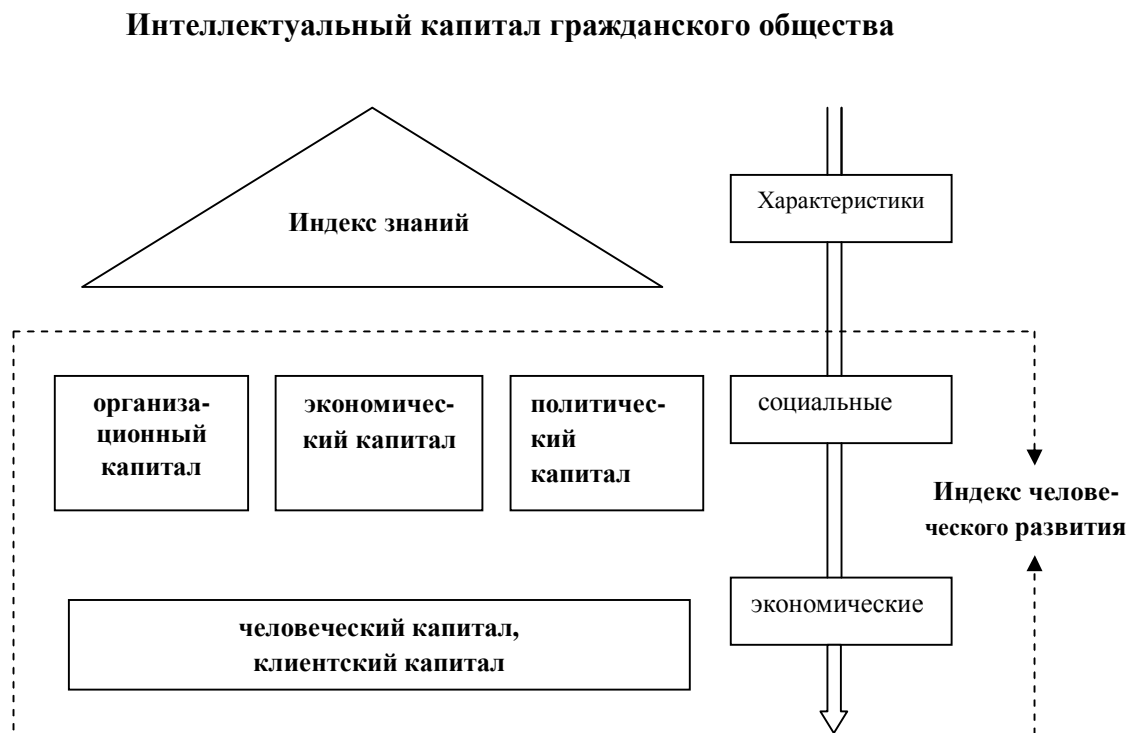 Интеллектуальный капитал гражданского общества
Индекс знаний
Характеристики
организа-
ционный
капитал
экономичес-
кий капитал
политичес-
кий
капитал
социальные
Индекс челове-
ческого развития
экономические
человеческий капитал,
клиентский капитал